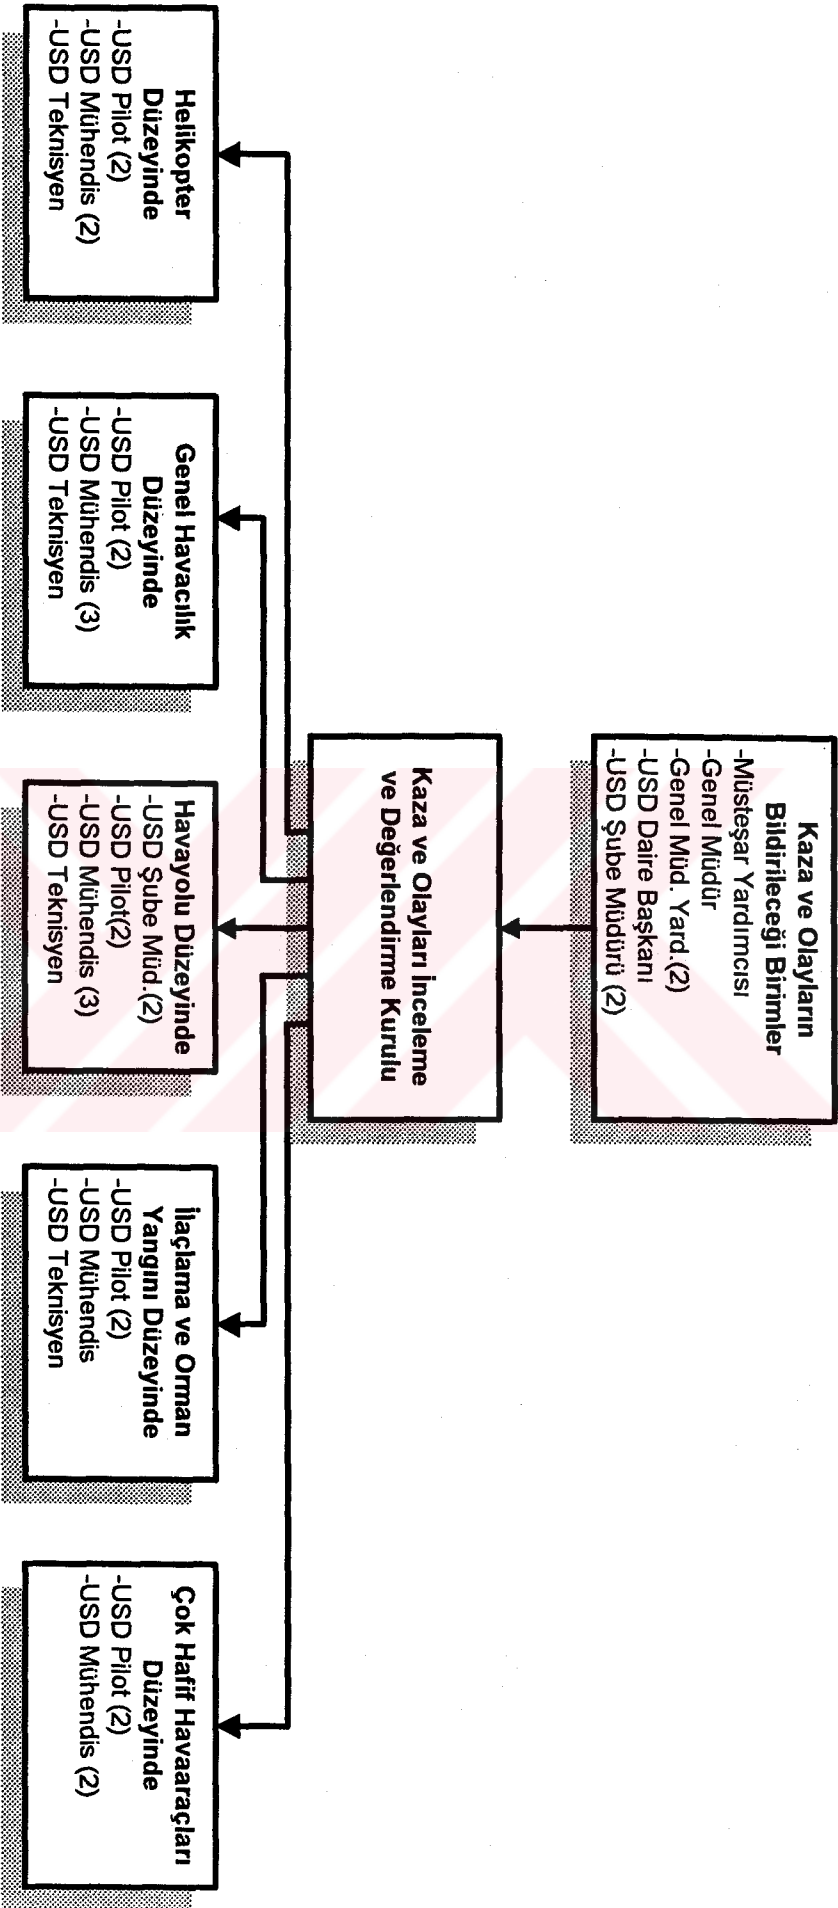 Kaza ve Olayların
Bildirileceği Birimler
-Müsteşar Yardımcısı
-Genel Müdür
-Genel Müd. Yard.(2)
-USD Daire Başkanı
-USD Şube Müdürü (2)
Kaza ve Olayları İnceleme
ve Değerlendirme Kurulu
Helikopter
Düzeyinde
-USD Pilot (2)
-USD Mühendis (2)
-USD Teknisyen
Genel Havacılık
Düzeyinde
-USD Pilot (2)
-USD Mühendis (3)
-USD Teknisyen
Havayolu Düzeyinde
-USD Şube Müd.(2)
-USD Pilot(2)
-USD Mühendis (3)
-USD Teknisyen
İlaçlama ve Orman
Yangını Düzeyinde
-USD Pilot (2)
-USD Mühendis
-USD Teknisyen
Çok Hafif Havaaraçları
Düzeyinde
-USD Pilot (2)
-USD Mühendis (2)